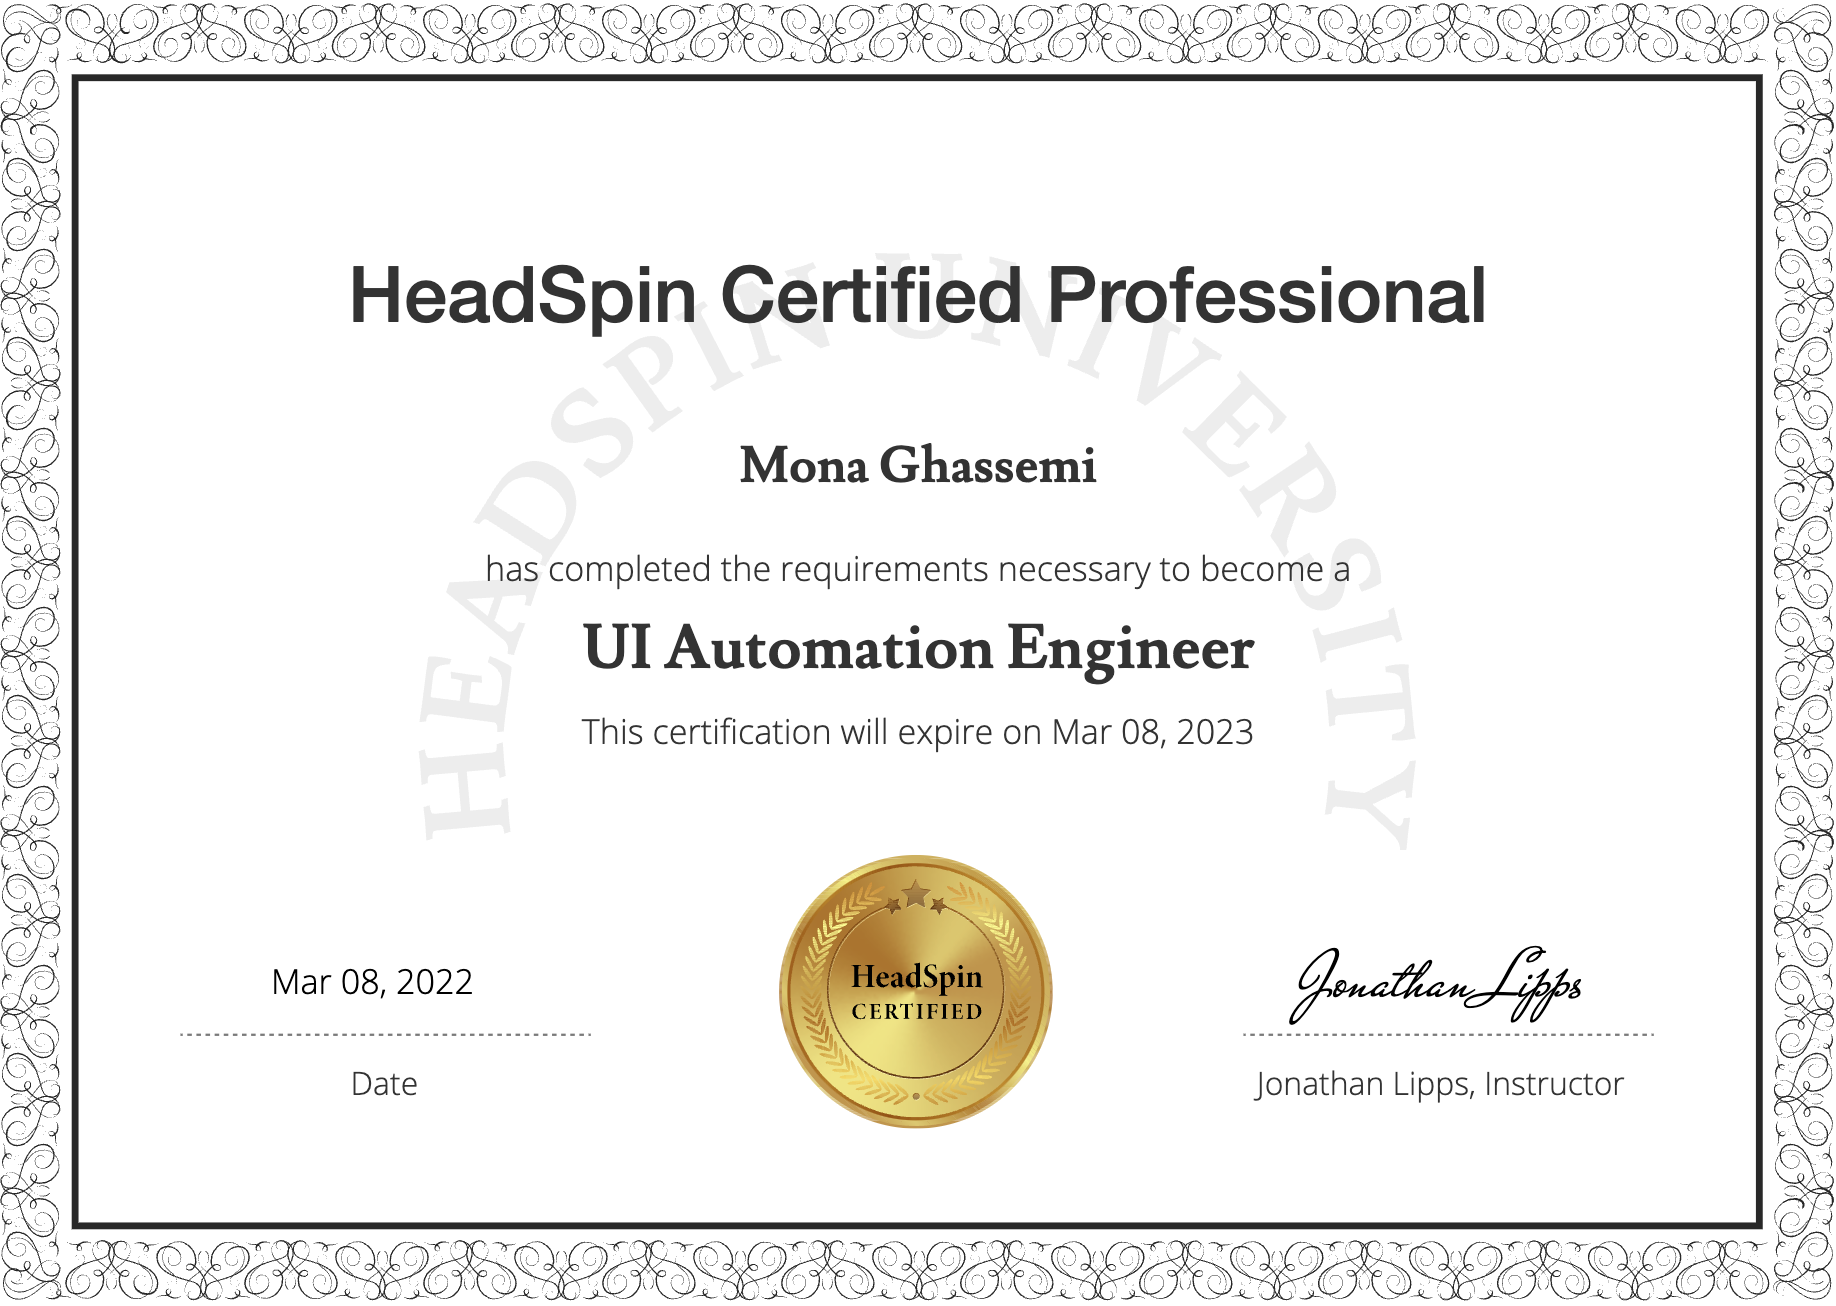 HEADSPIN UNIVERSITY
HeadSpin Certified Professional
Mona Ghassemi
has completed the requirements necessary to become a
UI Automation Engineer
This certification will expire on Mar 08, 2023
HeadSpin
CERTIFIED
Mar 08, 2022
Date
Jonathan Lipps
Jonathan Lipps, Instructor